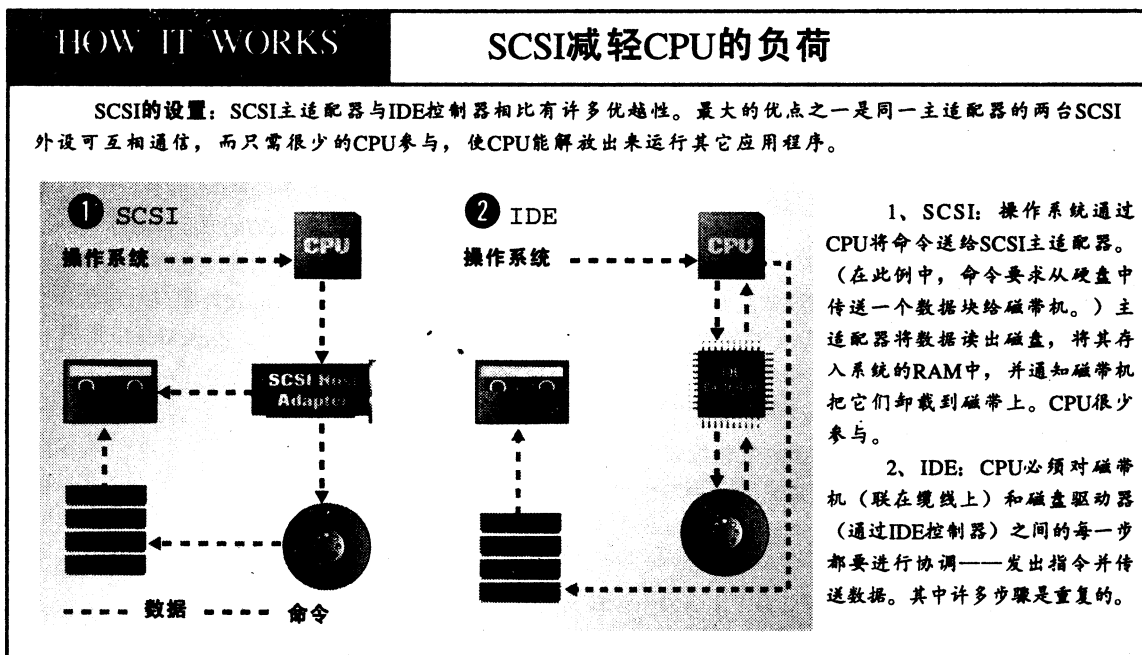 HOW IT WORKS
SCSI减轻CPU的负荷
SCSI的设置：SCSI主适配器与IDE控制器相比有许多优越性。最大的优点之一是同一主适配器的两台SCSI
外设可互相通信，而只需很少的CPU参与，使CPU能解放出来运行其它应用程序。
1 SCSI
操作系统
CPU
SCSI Host
Adapter
数据
命令
2 IDE
操作系统
CPU
IDE
1、SCSI：操作系统通过
CPU将命令送给SCSI主适配器。
（在此例中，命令要求从硬盘中
传送一个数据块给磁带机。）主
适配器将数据读出磁盘，将其存
入系统的RAM中，并通知磁带机
把它们卸载到磁带上。CPU很少
参与。
2、IDE：CPU必须对磁带
机（联在缆线上）和磁盘驱动器
（通过IDE控制器）之间的每一步
都要进行协调——发出指令并传
送数据。其中许多步骤是重复的。